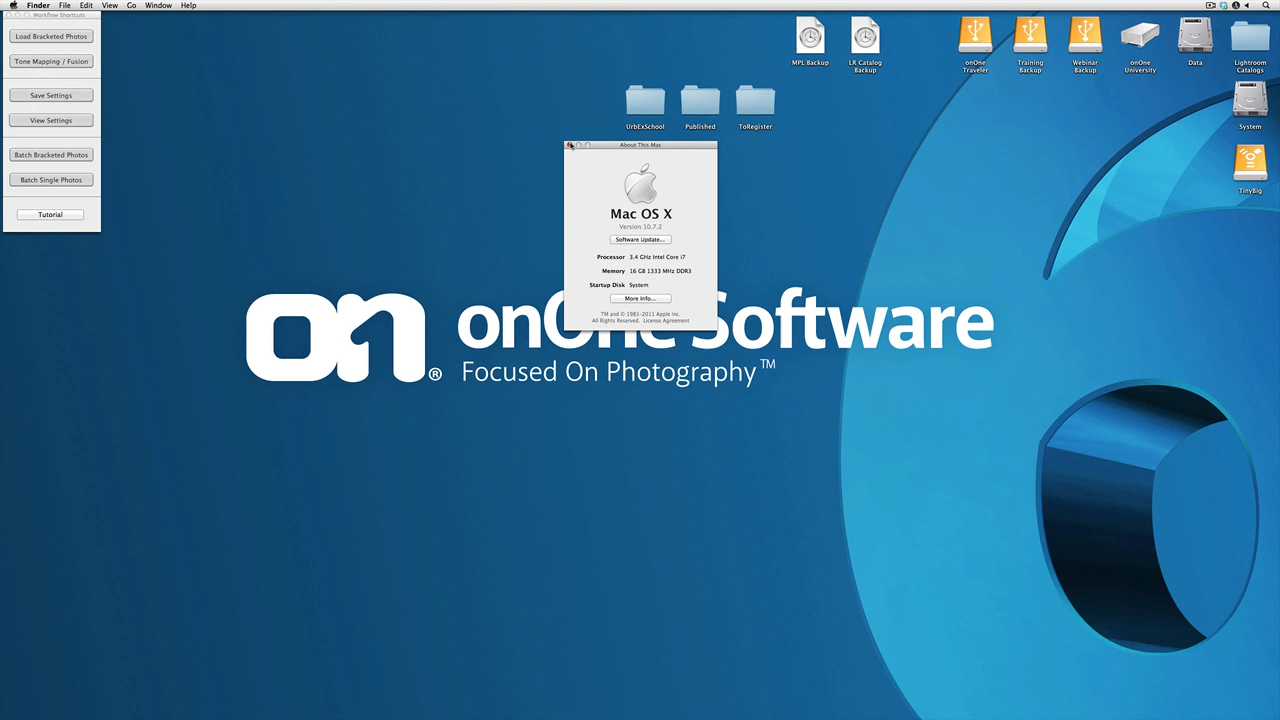 Finder File Edit View Go Window Help
Workflow Shortcuts
Load Bracketed Photos
Tone Mapping / Fusion
Save Settings
View Settings
Batch Bracketed Photos
Batch Single Photos
Tutorial
MPL Backup
LR Catalog
Backup
onOne
Traveler
Training
Backup
Webinar
Backup
onOne
University
Data
Lightroom
Catalogs
UrbExSchool
Published
ToRegister
System
TinyBig
About This Mac
Mac OS X
Version 10.7.2
Software Update...
Processor 3.4 GHz Intel Core i7
Memory 16 GB 1333 MHz DDR3
Startup Disk System
More Info...
TM and © 1983-2011 Apple Inc.
All Rights Reserved. License Agreement
on®
onOne Software
Focused On Photography™
6